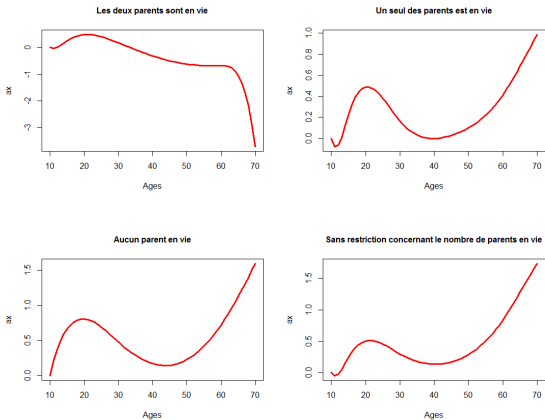 Les deux parents sont en vie
ax
0
-1
-2
-3
10 20 30 40 50 60 70
Ages
Un seul des parents est en vie
ax
1.0
0.8
0.6
0.4
0.2
0.0
10 20 30 40 50 60 70
Ages
Aucun parent en vie
ax
1.5
1.0
0.5
0.0
10 20 30 40 50 60 70
Ages
Sans restriction concernant le nombre de parents en vie
ax
1.5
1.0
0.5
0.0
10 20 30 40 50 60 70
Ages